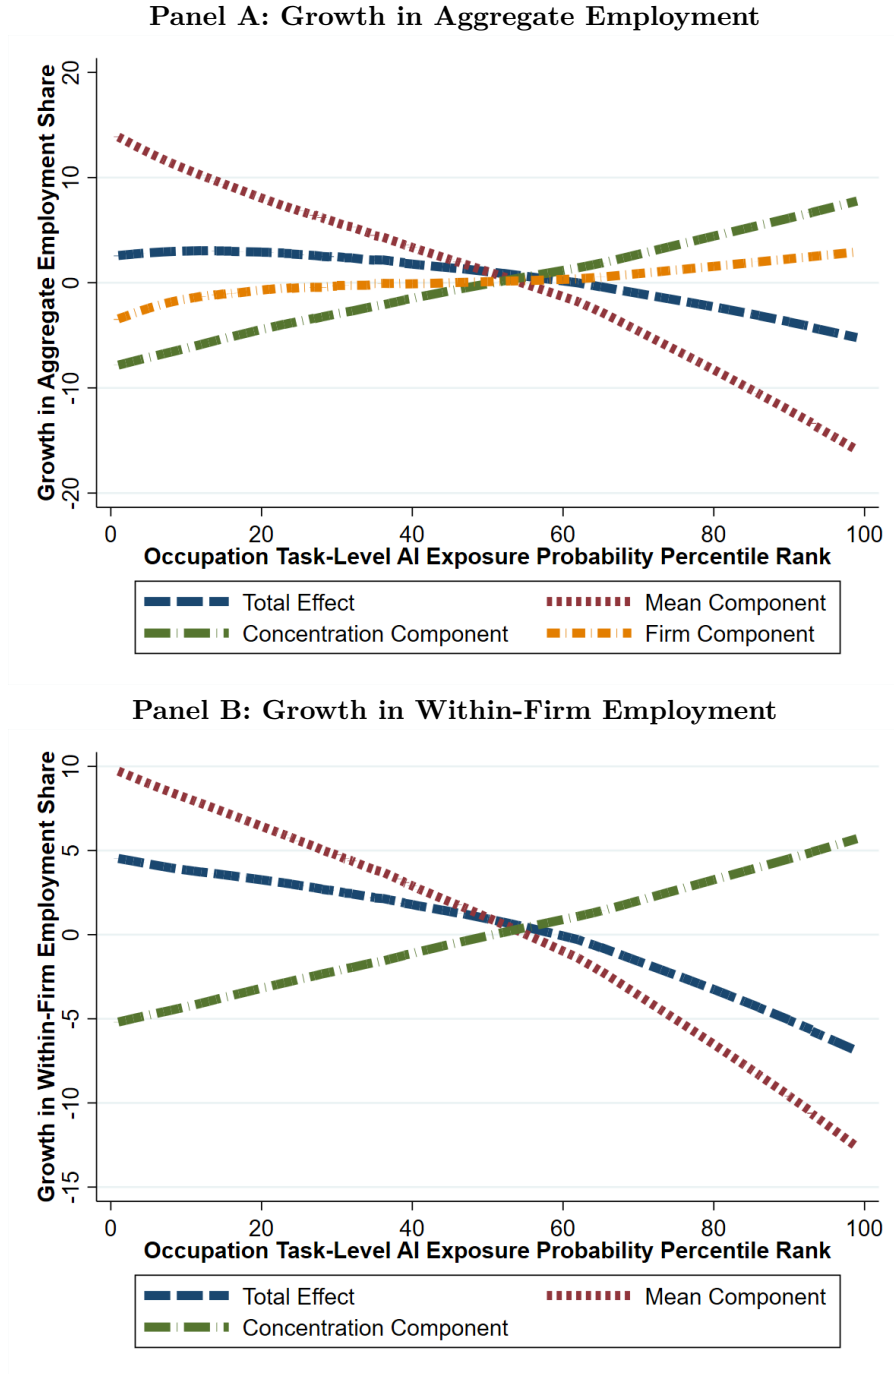 Panel A: Growth in Aggregate Employment
Growth in Aggregate Employment Share
20
10
0
-10
-20
0 20 40 60 80 100
Occupation Task-Level AI Exposure Probability Percentile Rank
Total Effect Mean Component
Concentration Component Firm Component
Panel B: Growth in Within-Firm Employment
Growth in Within-Firm Employment Share
10
5
0
-5
-10
-15
0 20 40 60 80 100
Occupation Task-Level AI Exposure Probability Percentile Rank
Total Effect Mean Component
Concentration Component